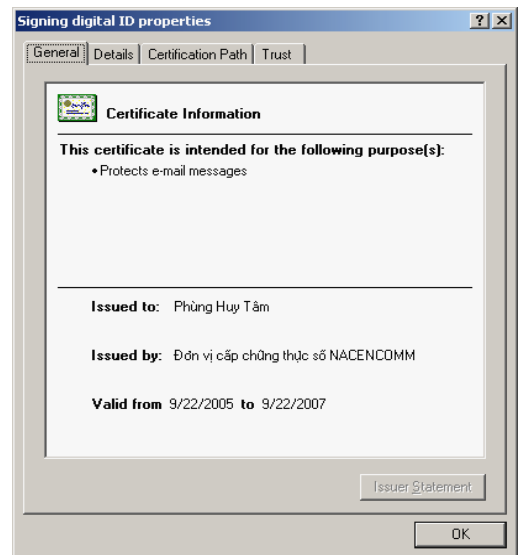 Signing digital ID properties
General Details Certification Path Trust
Certificate Information
This certificate is intended for the following purpose(s):
•Protects e-mail messages
Issued to: Phùng Huy Tâm
Issued by: Đơn vị cấp chứng thực số NACENCOMM
Valid from 9/22/2005 to 9/22/2007
Issuer Statement
OK